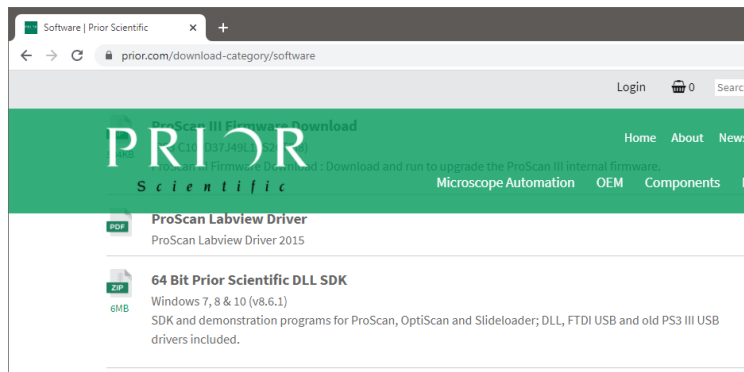 Software | Prior Scientific
prior.com/download-category/software
Login 0 Searc
ProScan III Firmware Download
PRIOR
Scientific
Home About News
ProScan III Firmware Download : Download and run to upgrade the ProScan III internal firmware.
Microscope Automation OEM Components
PDF
ProScan Labview Driver
ProScan Labview Driver 2015
ZIP
6MB
64 Bit Prior Scientific DLL SDK
Windows 7, 8 & 10 (v8.6.1)
SDK and demonstration programs for ProScan, OptiScan and Slideloader; DLL, FTDI USB and old PS3 III USB
drivers included.